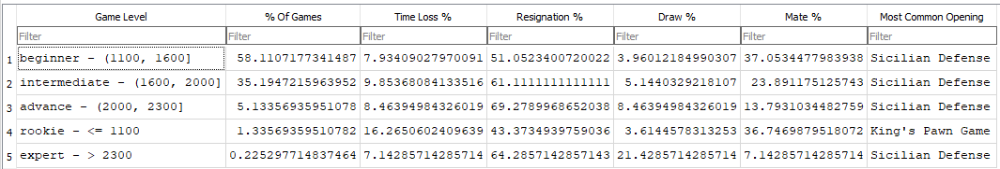 Game Level % Of Games Time Loss % Resignation % Draw % Mate % Most Common Opening
Filter Filter Filter Filter Filter Filter Filter
1 beginner - (1100, 1600] 58.1107177341487 7.93409027970091 51.0523400720022 3.96012184990307 37.0534477983938 Sicilian Defense
2 intermediate - (1600, 2000] 35.1947215963952 9.85368084133516 61.1111111111111 5.1440329218107 23.891175125743 Sicilian Defense
3 advance - (2000, 2300] 5.13356935951078 8.46394984326019 69.2789968652038 8.46394984326019 13.7931034482759 Sicilian Defense
4 rookie - <= 1100 1.33569359510782 16.2650602409639 43.3734939759036 3.6144578313253 36.7469879518072 King's Pawn Game
5 expert - > 2300 0.225297714837464 7.14285714285714 64.2857142857143 21.4285714285714 7.14285714285714 Sicilian Defense